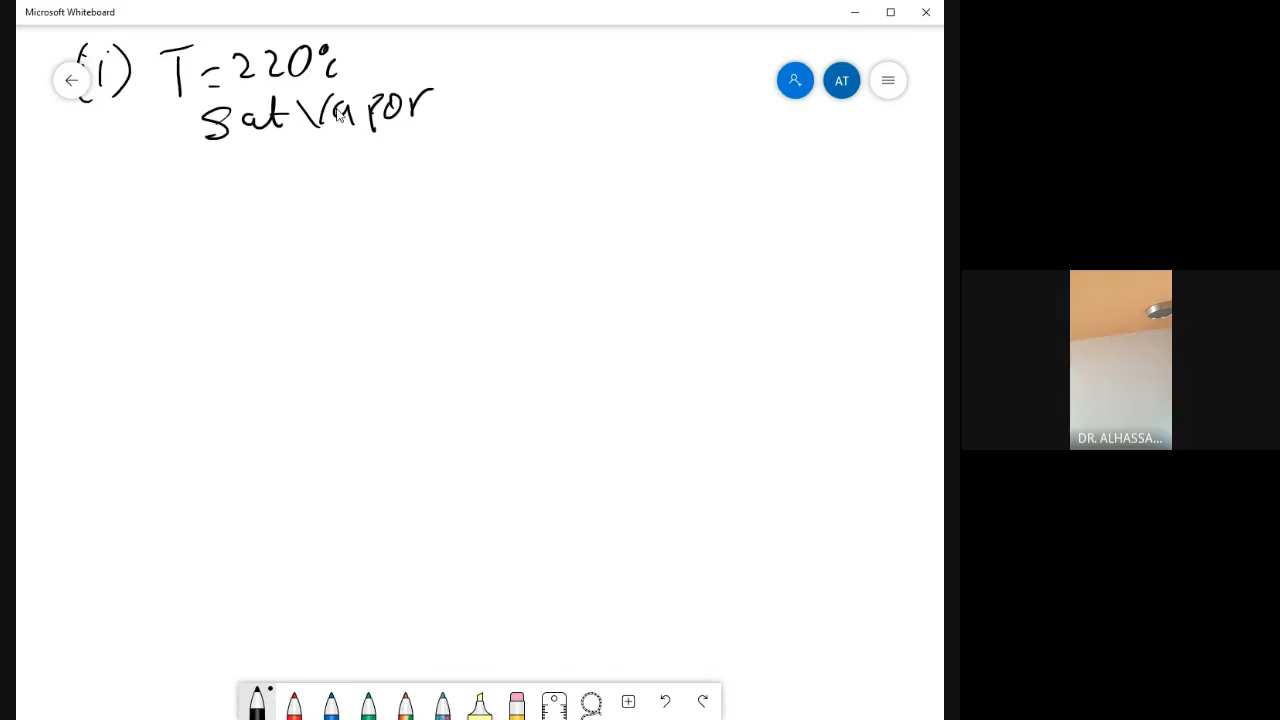 Microsoft Whiteboard
(i) T = 220°c
Sat Vapor
AT
DR. ALHASSA...